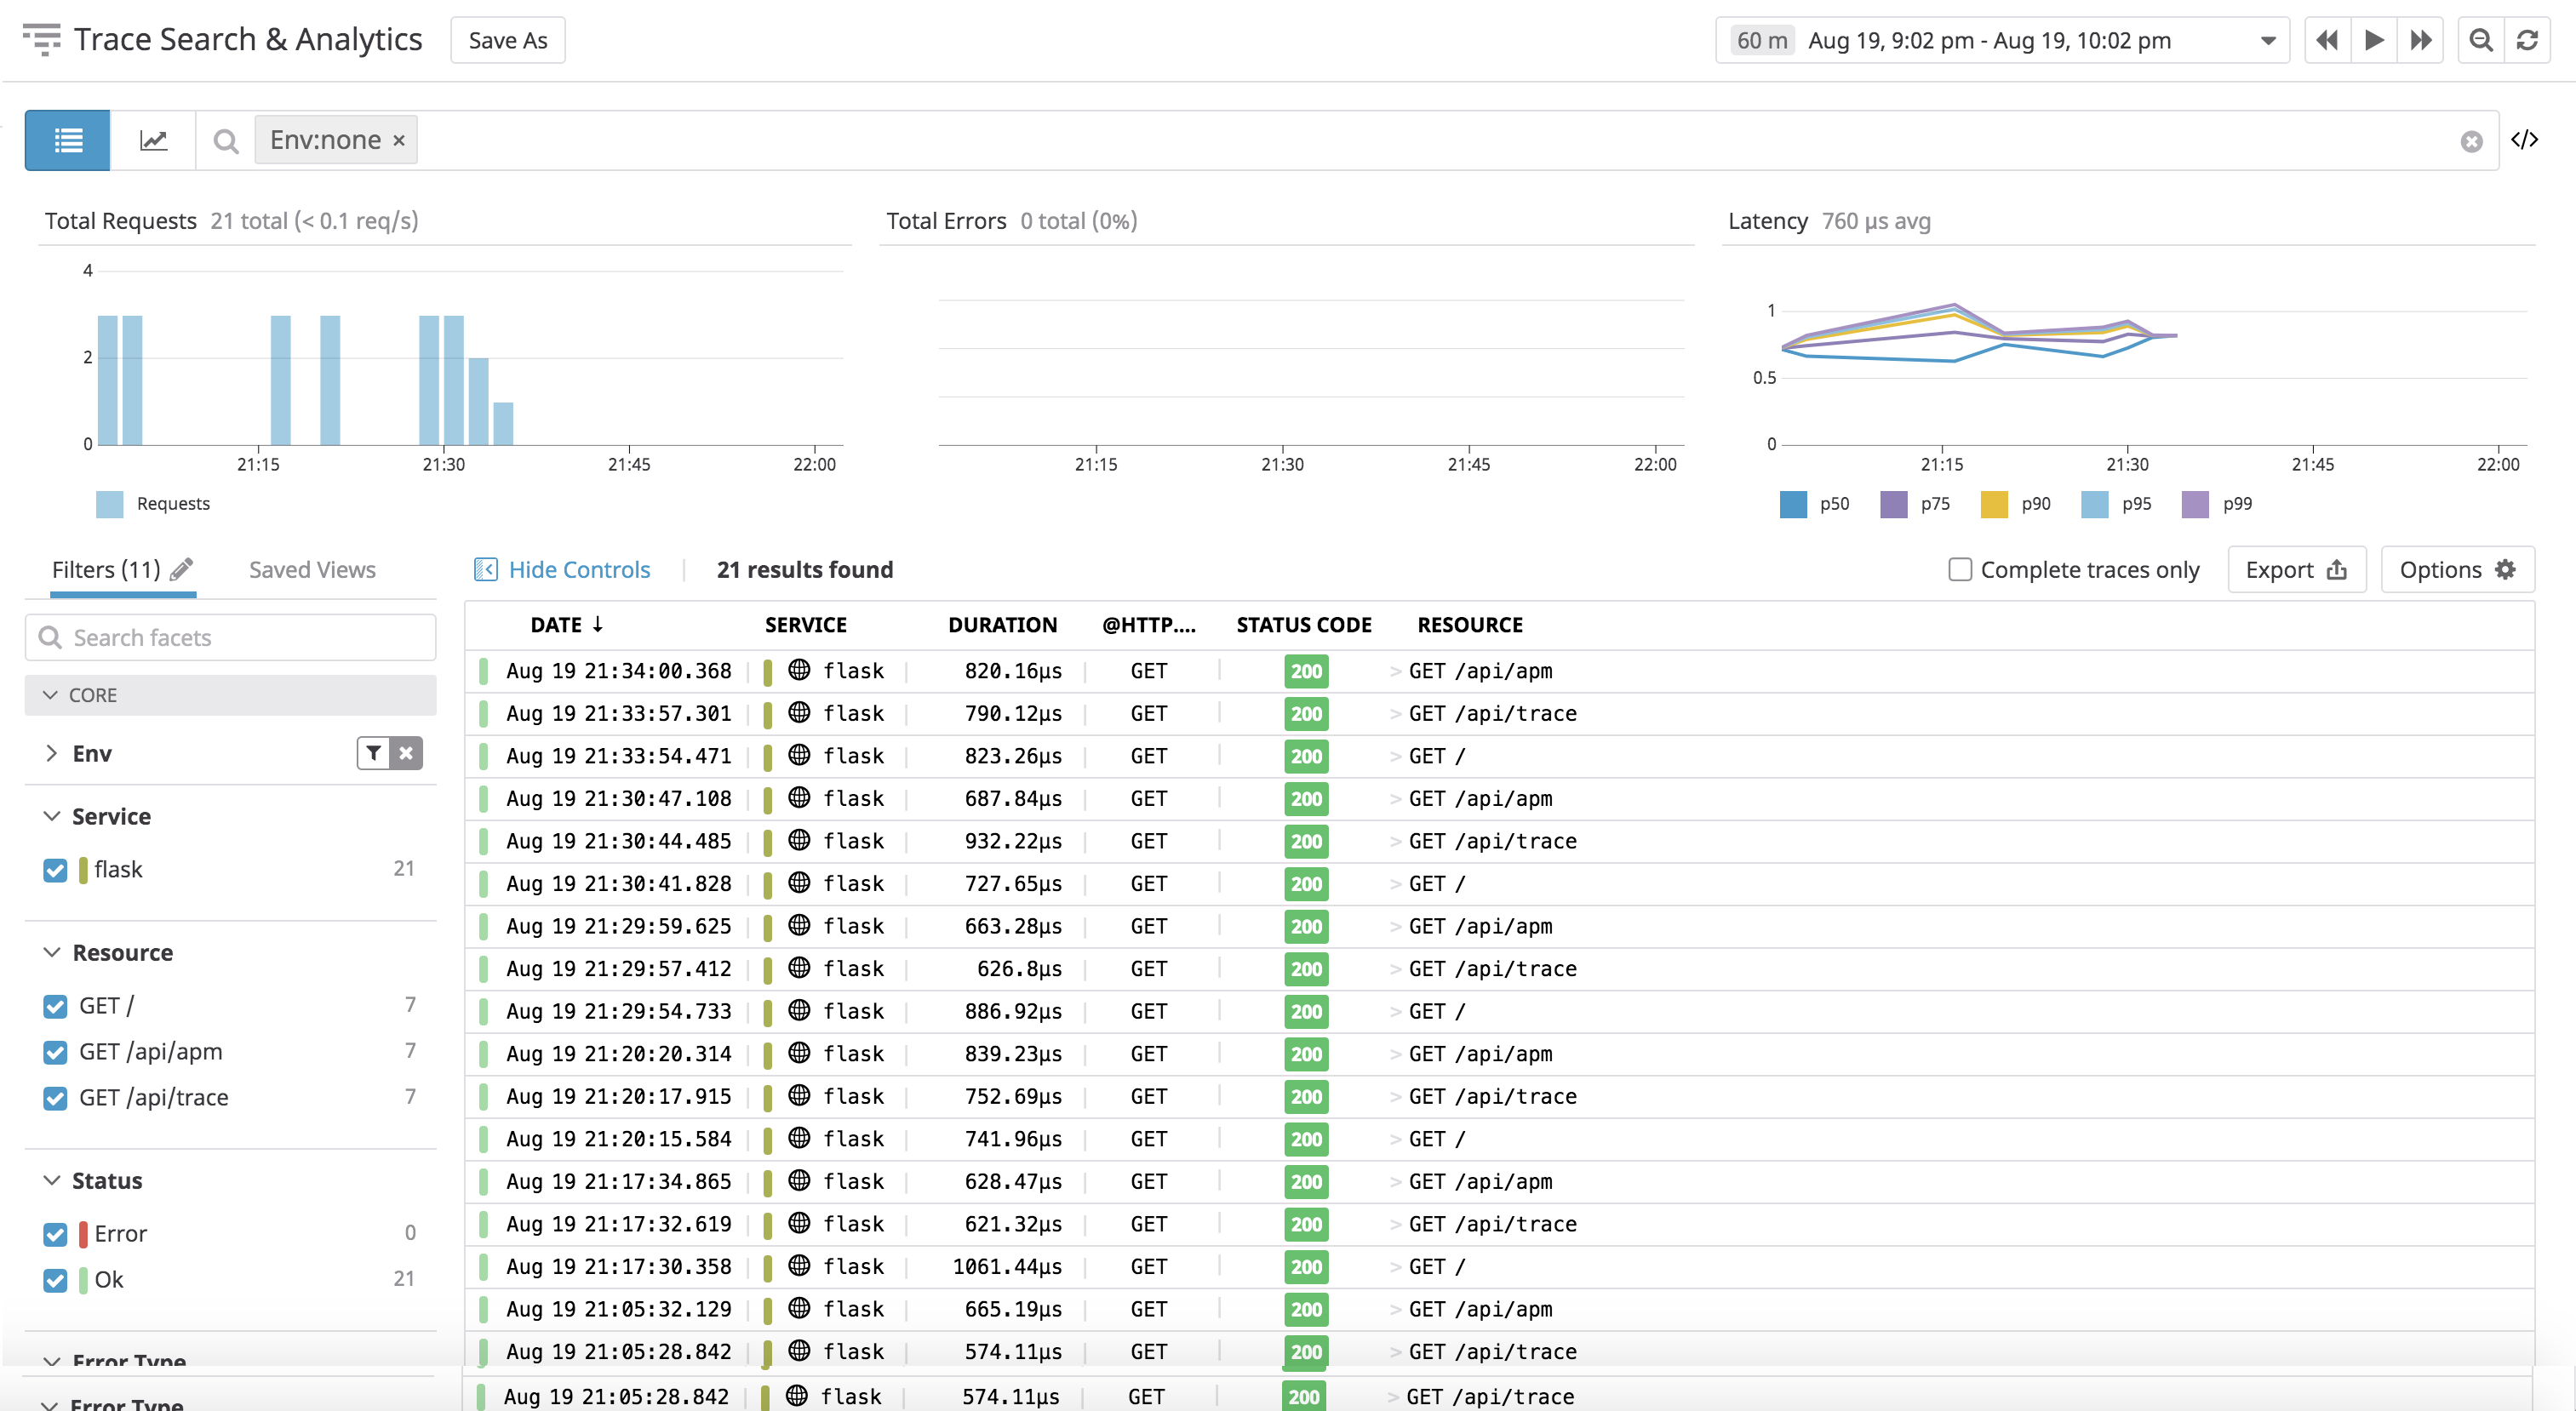 Trace Search & Analytics Save As 60 m Aug 19, 9:02 pm - Aug 19, 10:02 pm
Env:none × </>
Total Requests 21 total (< 0.1 req/s)
4
2
0
21:15 21:30 21:45 22:00
Requests
Total Errors 0 total (0%)
21:15 21:30 21:45 22:00
Latency 760 µs avg
1
0.5
0
21:15 21:30 21:45 22:00
p50 p75 p90 p95 p99
Filters (11) Saved Views
Search facets
CORE
Env
Service
flask 21
Resource
GET / 7
GET /api/apm 7
GET /api/trace 7
Status
Error 0
Ok 21
Error Type
Error Type
Hide Controls 21 results found Complete traces only Export Options
DATE ↓ SERVICE DURATION @HTTP.... STATUS CODE RESOURCE
Aug 19 21:34:00.368 flask 820.16µs GET 200 > GET /api/apm
Aug 19 21:33:57.301 flask 790.12µs GET 200 > GET /api/trace
Aug 19 21:33:54.471 flask 823.26µs GET 200 > GET /
Aug 19 21:30:47.108 flask 687.84µs GET 200 > GET /api/apm
Aug 19 21:30:44.485 flask 932.22µs GET 200 > GET /api/trace
Aug 19 21:30:41.828 flask 727.65µs GET 200 > GET /
Aug 19 21:29:59.625 flask 663.28µs GET 200 > GET /api/apm
Aug 19 21:29:57.412 flask 626.8µs GET 200 > GET /api/trace
Aug 19 21:29:54.733 flask 886.92µs GET 200 > GET /
Aug 19 21:20:20.314 flask 839.23µs GET 200 > GET /api/apm
Aug 19 21:20:17.915 flask 752.69µs GET 200 > GET /api/trace
Aug 19 21:20:15.584 flask 741.96µs GET 200 > GET /
Aug 19 21:17:34.865 flask 628.47µs GET 200 > GET /api/apm
Aug 19 21:17:32.619 flask 621.32µs GET 200 > GET /api/trace
Aug 19 21:17:30.358 flask 1061.44µs GET 200 > GET /
Aug 19 21:05:32.129 flask 665.19µs GET 200 > GET /api/apm
Aug 19 21:05:28.842 flask 574.11µs GET 200 > GET /api/trace
Aug 19 21:05:28.842 flask 574.11µs GET 200 > GET /api/trace